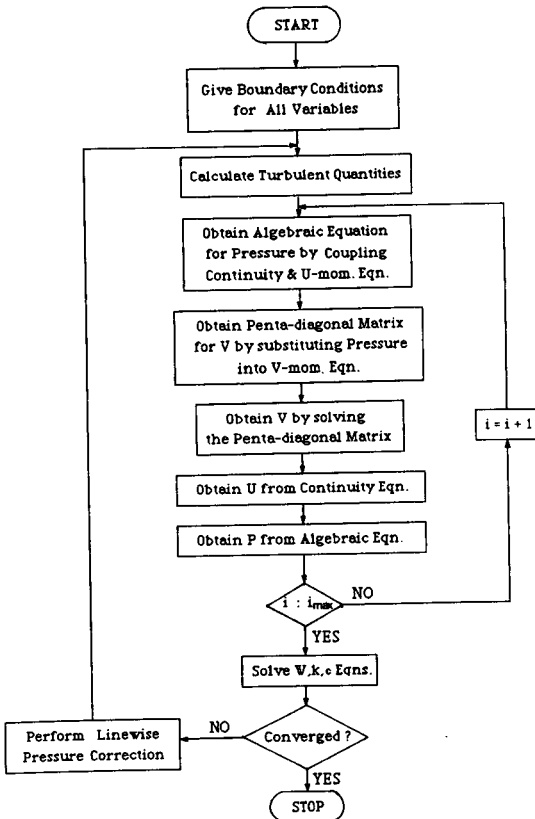 START
Give Boundary Conditions
for All Variables
Calculate Turbulent Quantities
Obtain Algebraic Equation
for Pressure by Coupling
Continuity & U-mom. Eqn.
Obtain Penta-diagonal Matrix
for V by substituting Pressure
into V-mom. Eqn.
Obtain V by solving
the Penta-diagonal Matrix
i = i + 1
Obtain U from Continuity Eqn.
Obtain P from Algebraic Eqn.
i : imax
NO
YES
Solve W,k,ε Eqns.
Perform Linewise
Pressure Correction
NO
Converged ?
YES
STOP